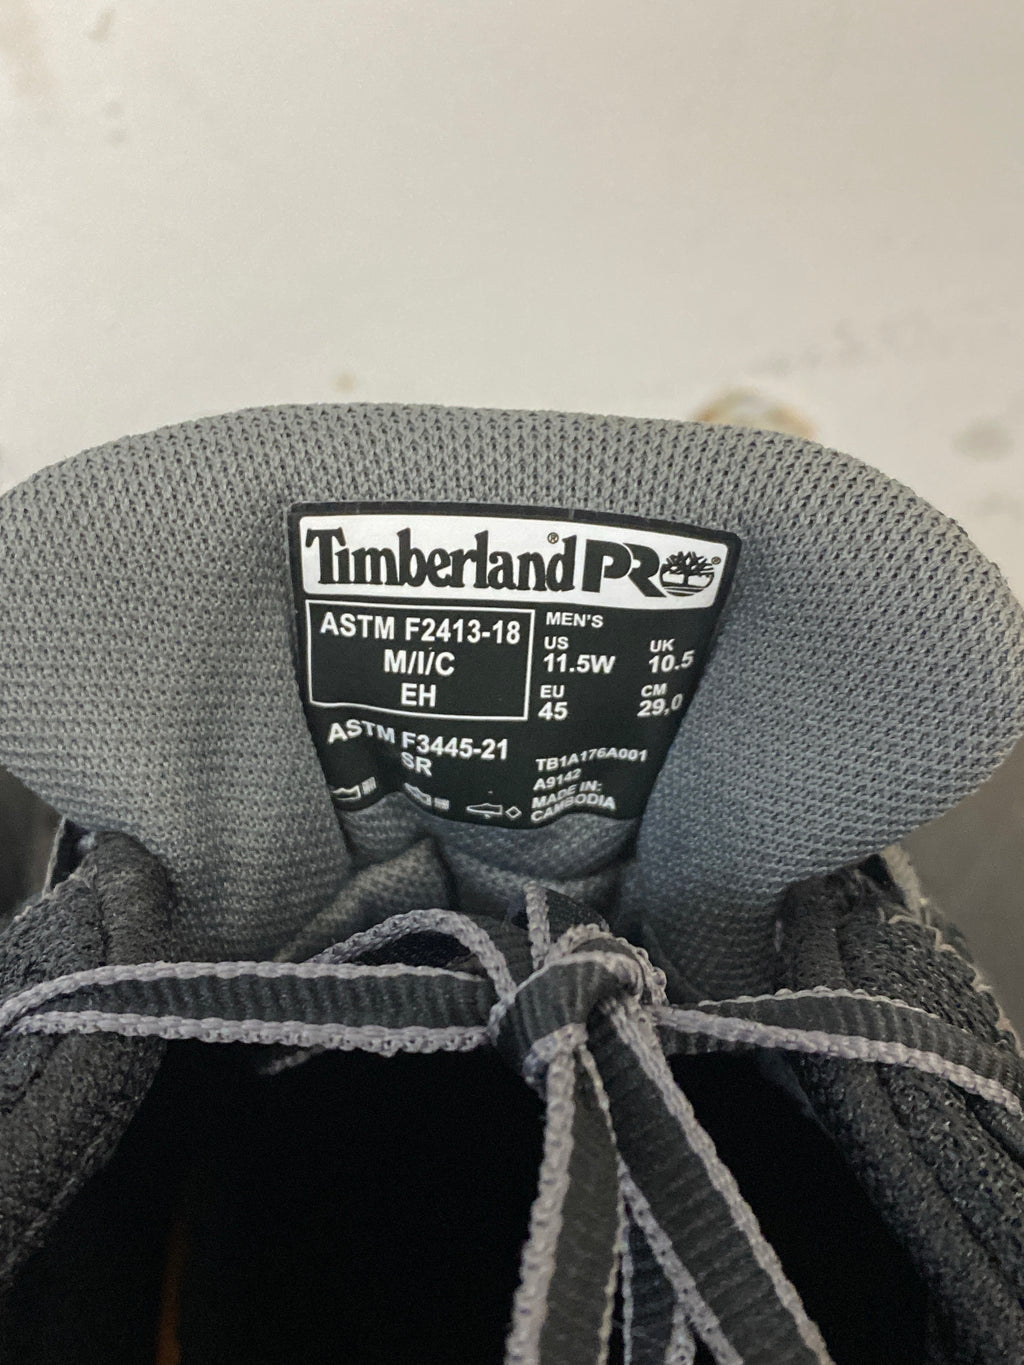 Timberland® PRO®
ASTM F2413-18
M/I/C
EH
ASTM F3445-21
SR
MEN'S
US UK
11.5W 10.5
EU CM
45 29,0
TB1A176A001
A9142
MADE IN:
CAMBODIA